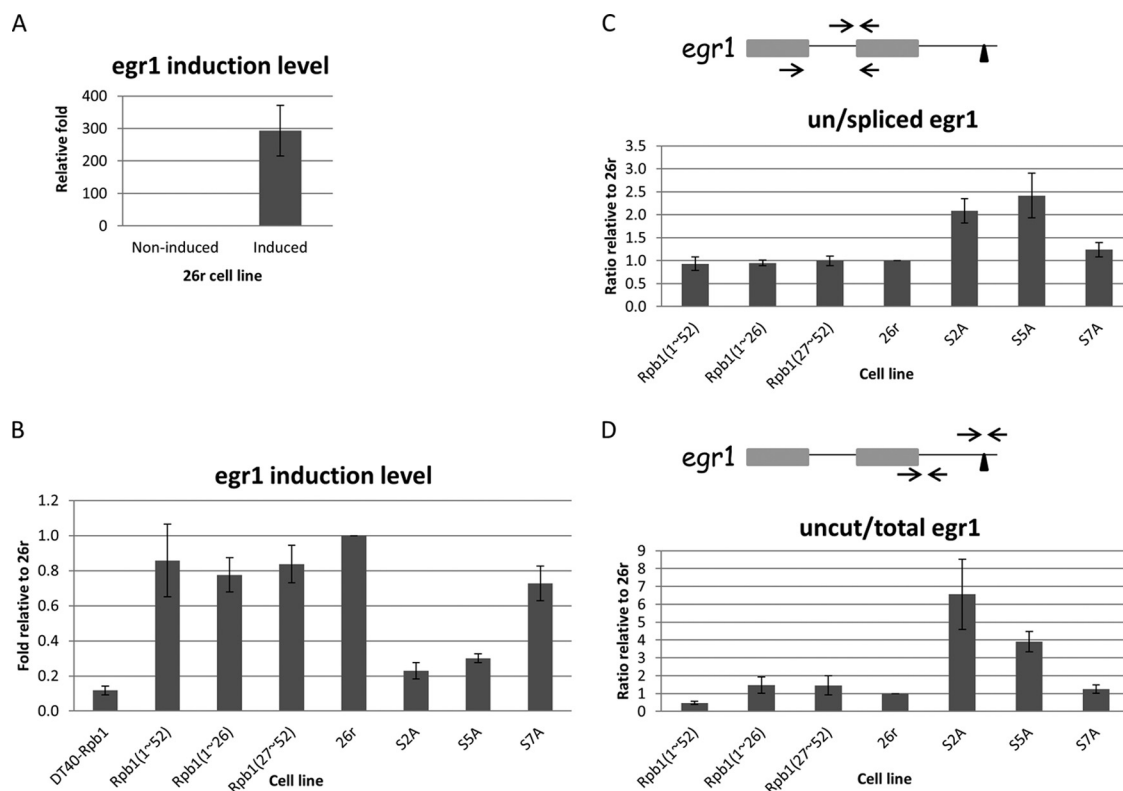 A
egr1 induction level
Relative fold
400
300
200
100
0
Non-induced
Induced
26r cell line
B
egr1 induction level
Fold relative to 26r
1.2
1.0
0.8
0.6
0.4
0.2
0.0
DT40-Rpb1
Rpb1(1~52)
Rpb1(1~26)
Rpb1(27~52)
26r
S2A
S5A
S7A
Cell line
C
egr1
un/spliced egr1
Ratio relative to 26r
3.5
3.0
2.5
2.0
1.5
1.0
0.5
0.0
Rpb1(1~52)
Rpb1(1~26)
Rpb1(27~52)
26r
S2A
S5A
S7A
Cell line
D
egr1
uncut/total egr1
Ratio relative to 26r
9
8
7
6
5
4
3
2
1
0
Rpb1(1~52)
Rpb1(1~26)
Rpb1(27~52)
26r
S2A
S5A
S7A
Cell line